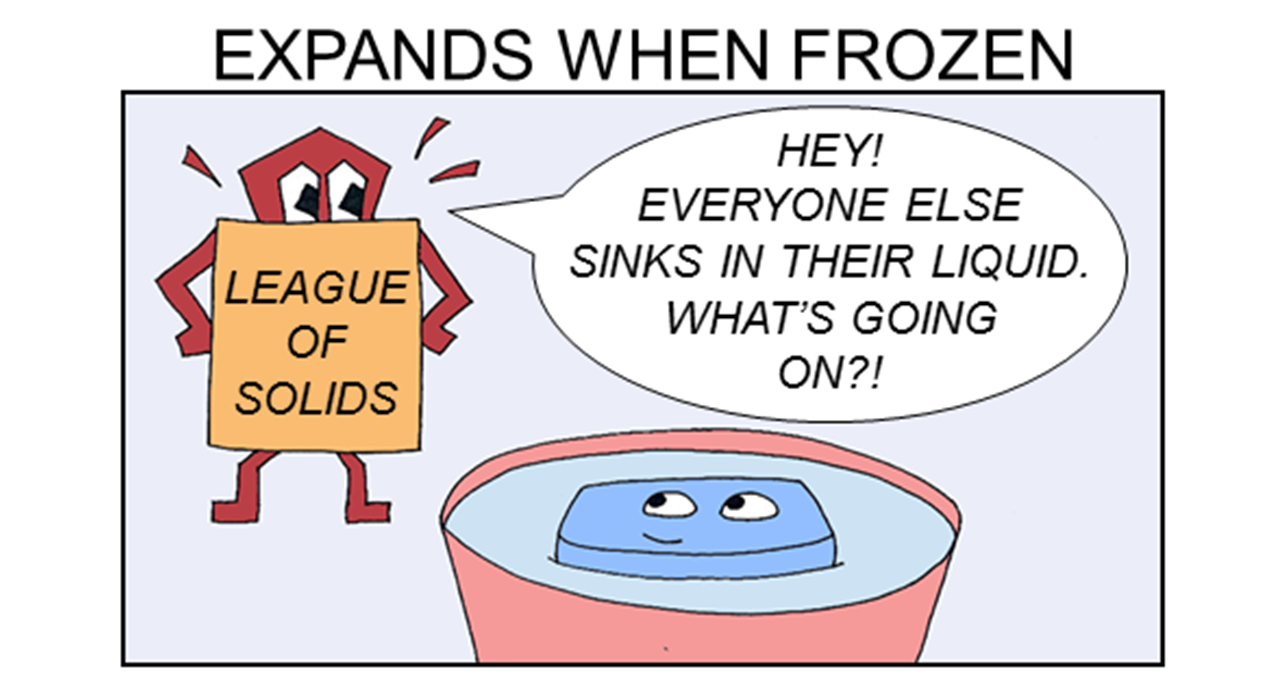 EXPANDS WHEN FROZEN
HEY!
EVERYONE ELSE
SINKS IN THEIR LIQUID.
WHAT'S GOING
ON?!
LEAGUE
OF
SOLIDS